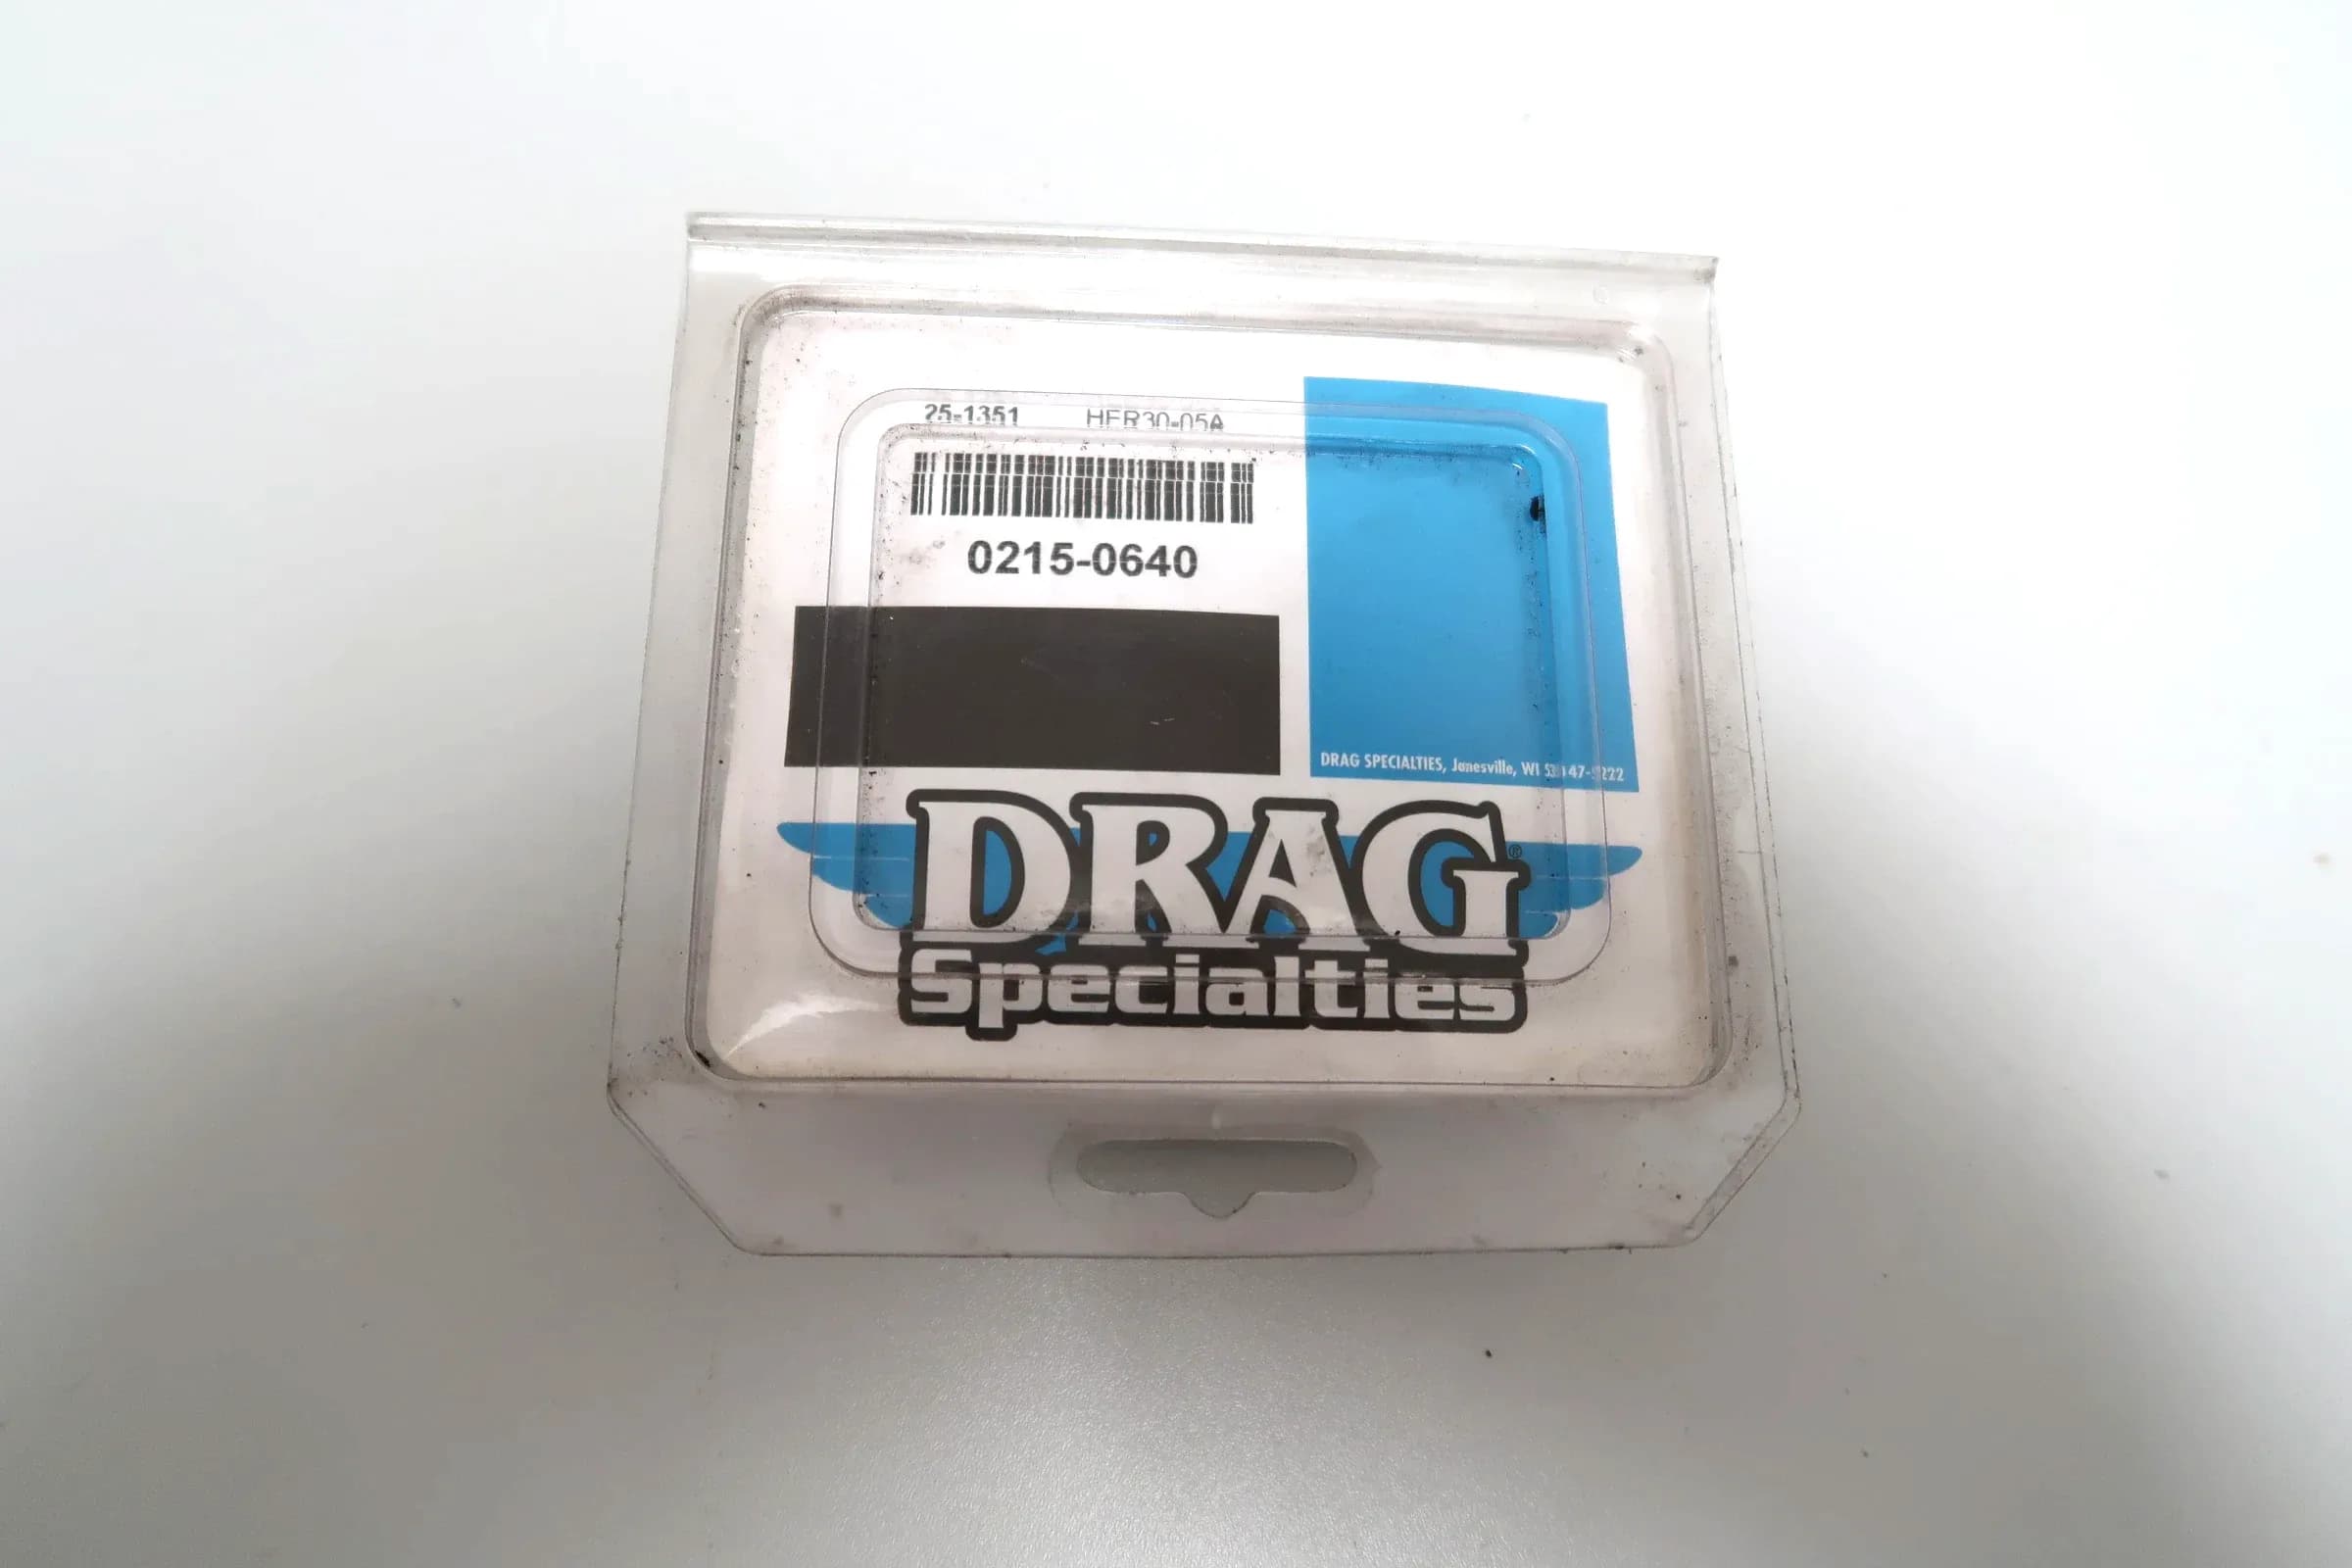 25-1351 HFR30-05A
0215-0640
DRAG SPECIALTIES, Janesville, WI
DRAG®
Specialties